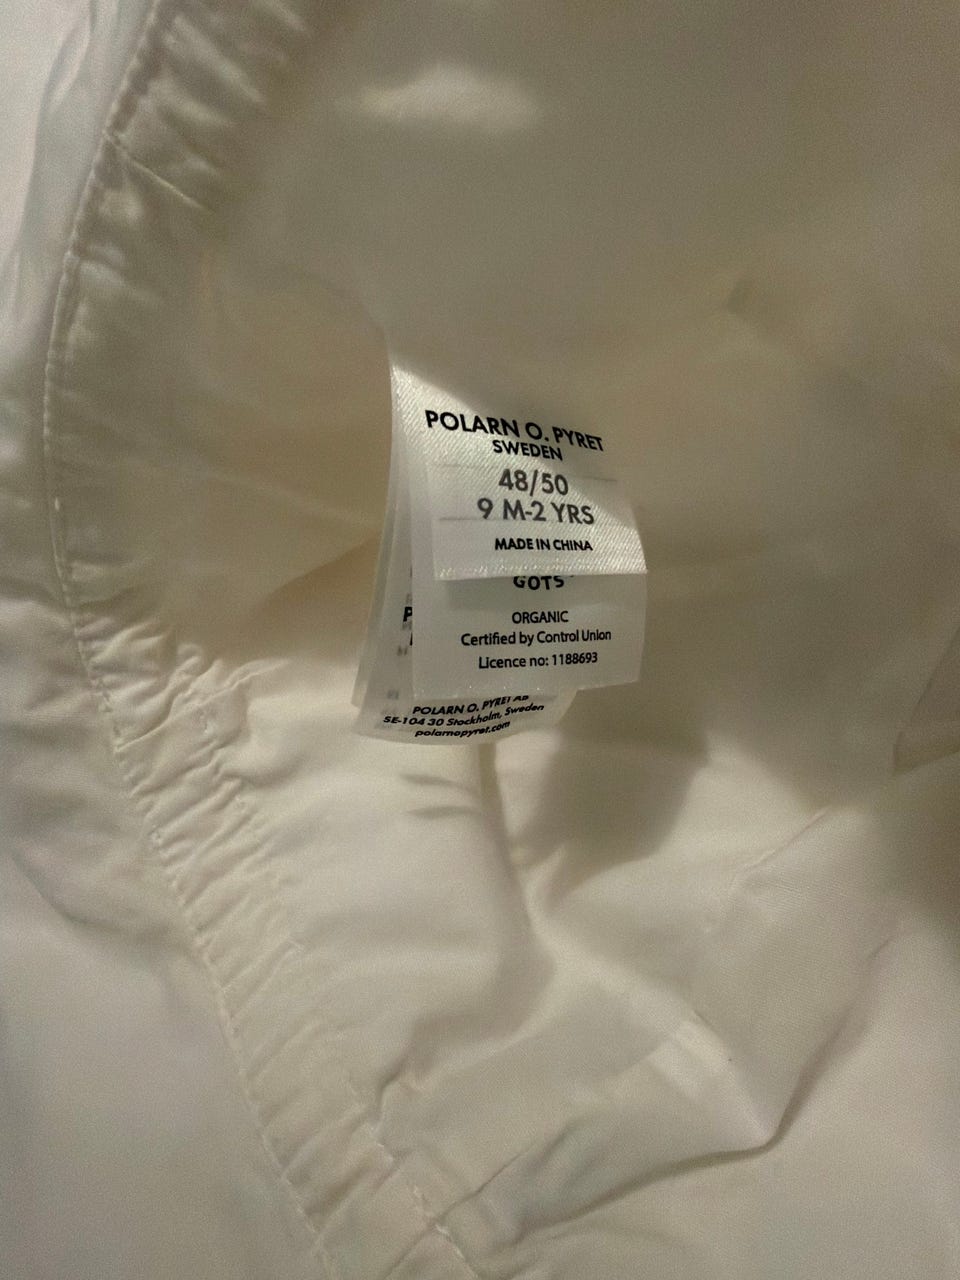 POLARN O. PYRET
SWEDEN
48/50
9 M-2 YRS
MADE IN CHINA
GOTS
ORGANIC
Certified by Control Union
Licence no: 1188693
P
POLARN O. PYRET AB
SE-104 30 Stockholm, Sweden
polarnopyret.com